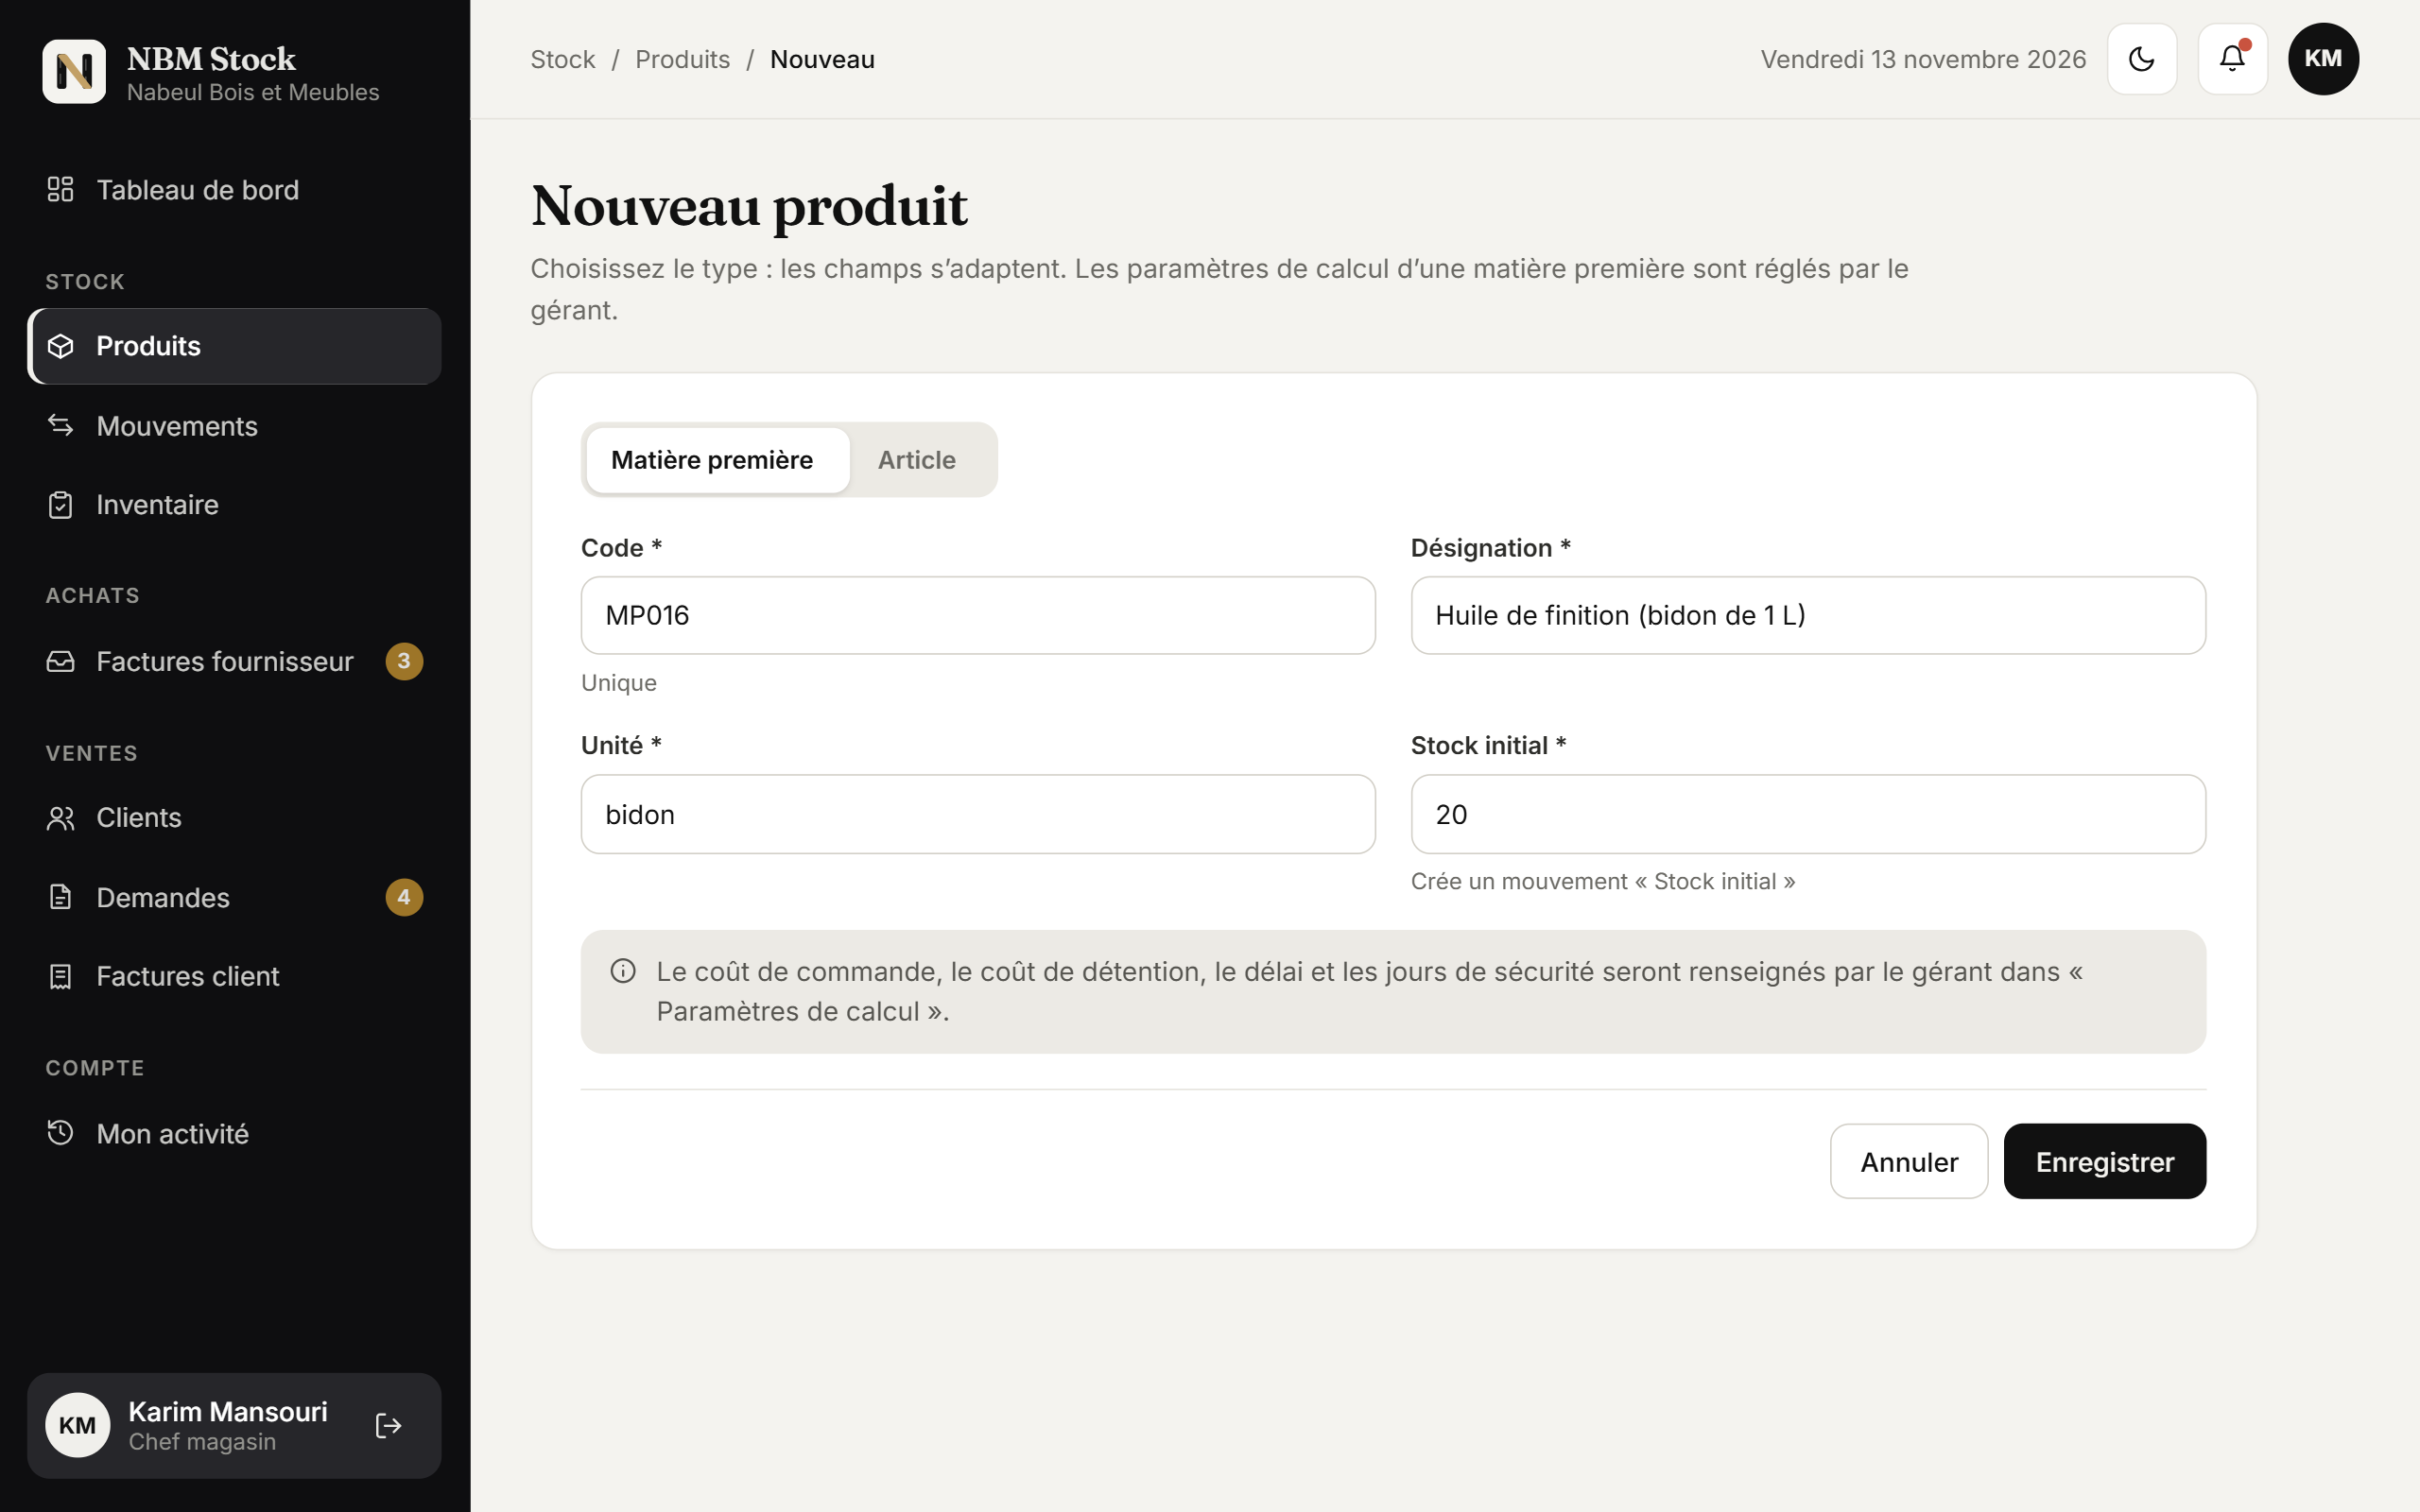 NBM Stock
Nabeul Bois et Meubles
Tableau de bord
STOCK
Produits
Mouvements
Inventaire
ACHATS
Factures fournisseur 3
VENTES
Clients
Demandes 4
Factures client
COMPTE
Mon activité
KM
Karim Mansouri
Chef magasin
Stock / Produits / Nouveau
Vendredi 13 novembre 2026
KM
Nouveau produit
Choisissez le type : les champs s’adaptent. Les paramètres de calcul d’une matière première sont réglés par le
gérant.
Matière première Article
Code * Désignation *
MP016 Huile de finition (bidon de 1 L)
Unique
Unité * Stock initial *
bidon 20
Crée un mouvement « Stock initial »
Le coût de commande, le coût de détention, le délai et les jours de sécurité seront renseignés par le gérant dans «
Paramètres de calcul ».
Annuler Enregistrer